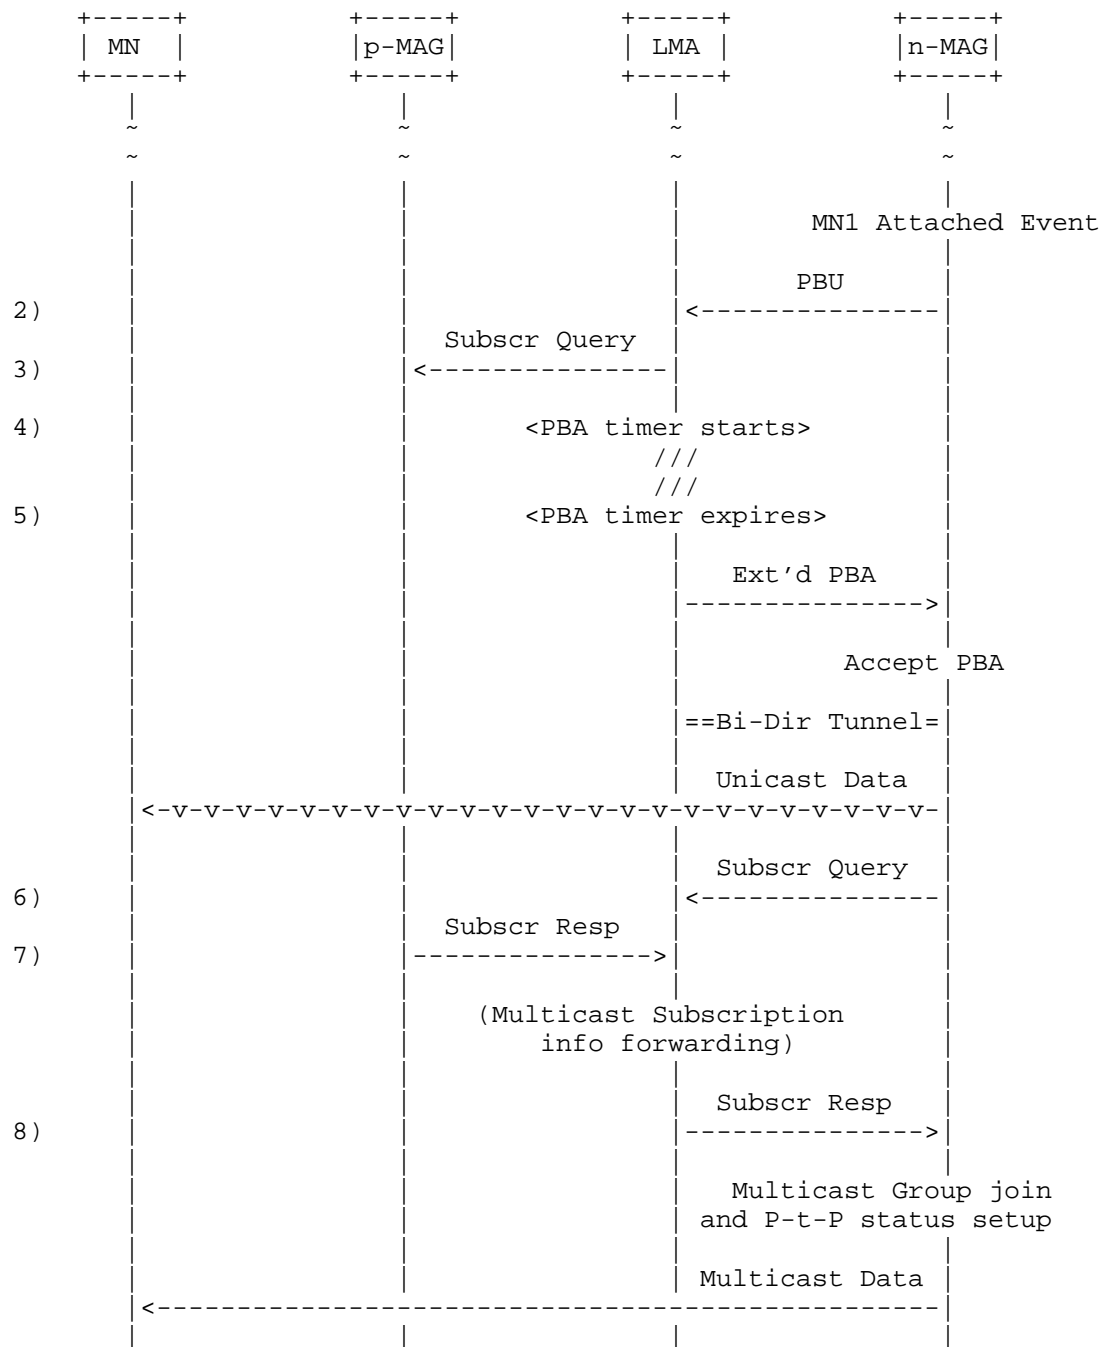 MN p-MAG LMA n-MAG
MN1 Attached Event
PBU
2)
Subscr Query
3)
4) <PBA timer starts>
///
///
5) <PBA timer expires>
Ext'd PBA
Accept PBA
==Bi-Dir Tunnel=
Unicast Data
<-v-v-v-v-v-v-v-v-v-v-v-v-v-v-v-v-v-v-v-v-v-v-v-v-
Subscr Query
6)
Subscr Resp
7)
(Multicast Subscription
info forwarding)
Subscr Resp
8)
Multicast Group join
and P-t-P status setup
Multicast Data